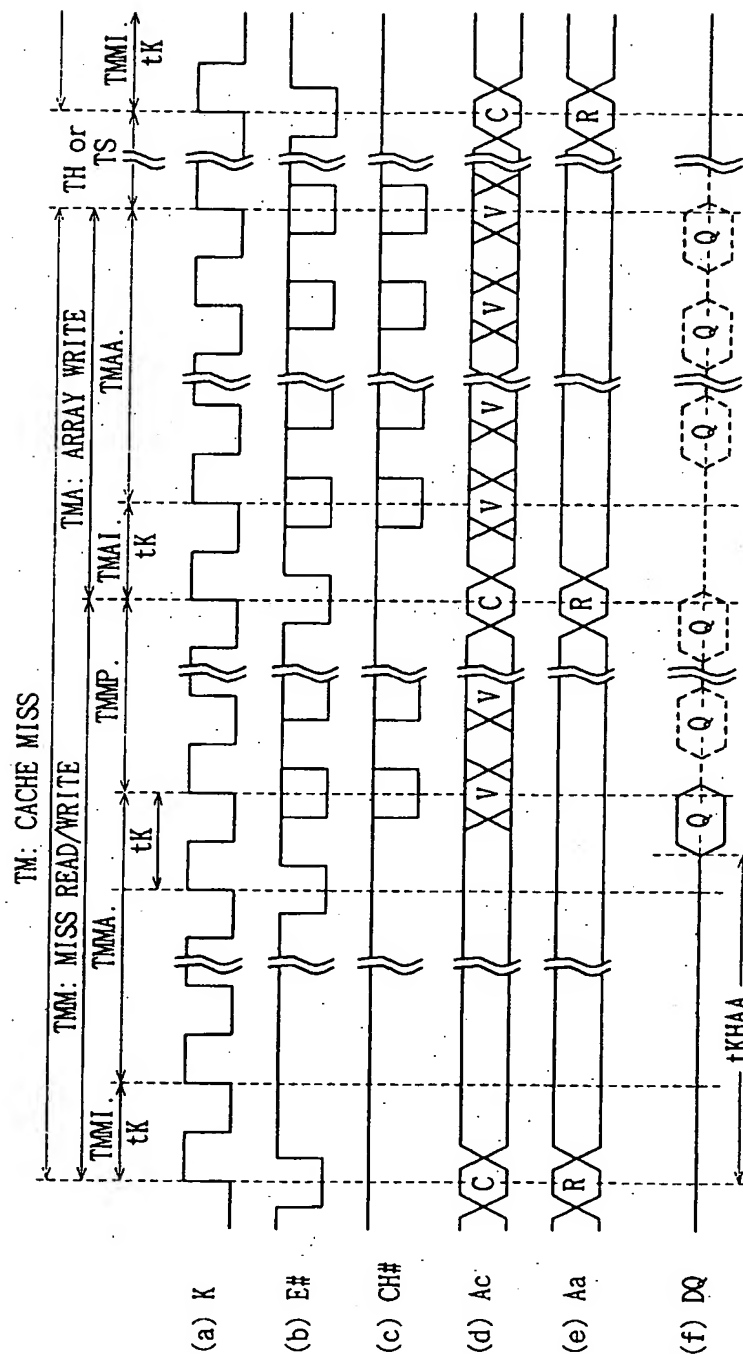 TM: CACHE MISS
TMM: MISS READ/WRITE
TMA: ARRAY WRITE
TMMI.
TMMA.
TMMP.
TMAI.
TMAA.
TH or
TS
TMMI.
tK
tK
tK
tK
(a) K
(b) E#
(c) CH#
(d) Ac
C
V
V
C
V
V
V
V
C
(e) Aa
R
R
R
(f) DQ
Q
Q
Q
Q
Q
Q
tKHAA